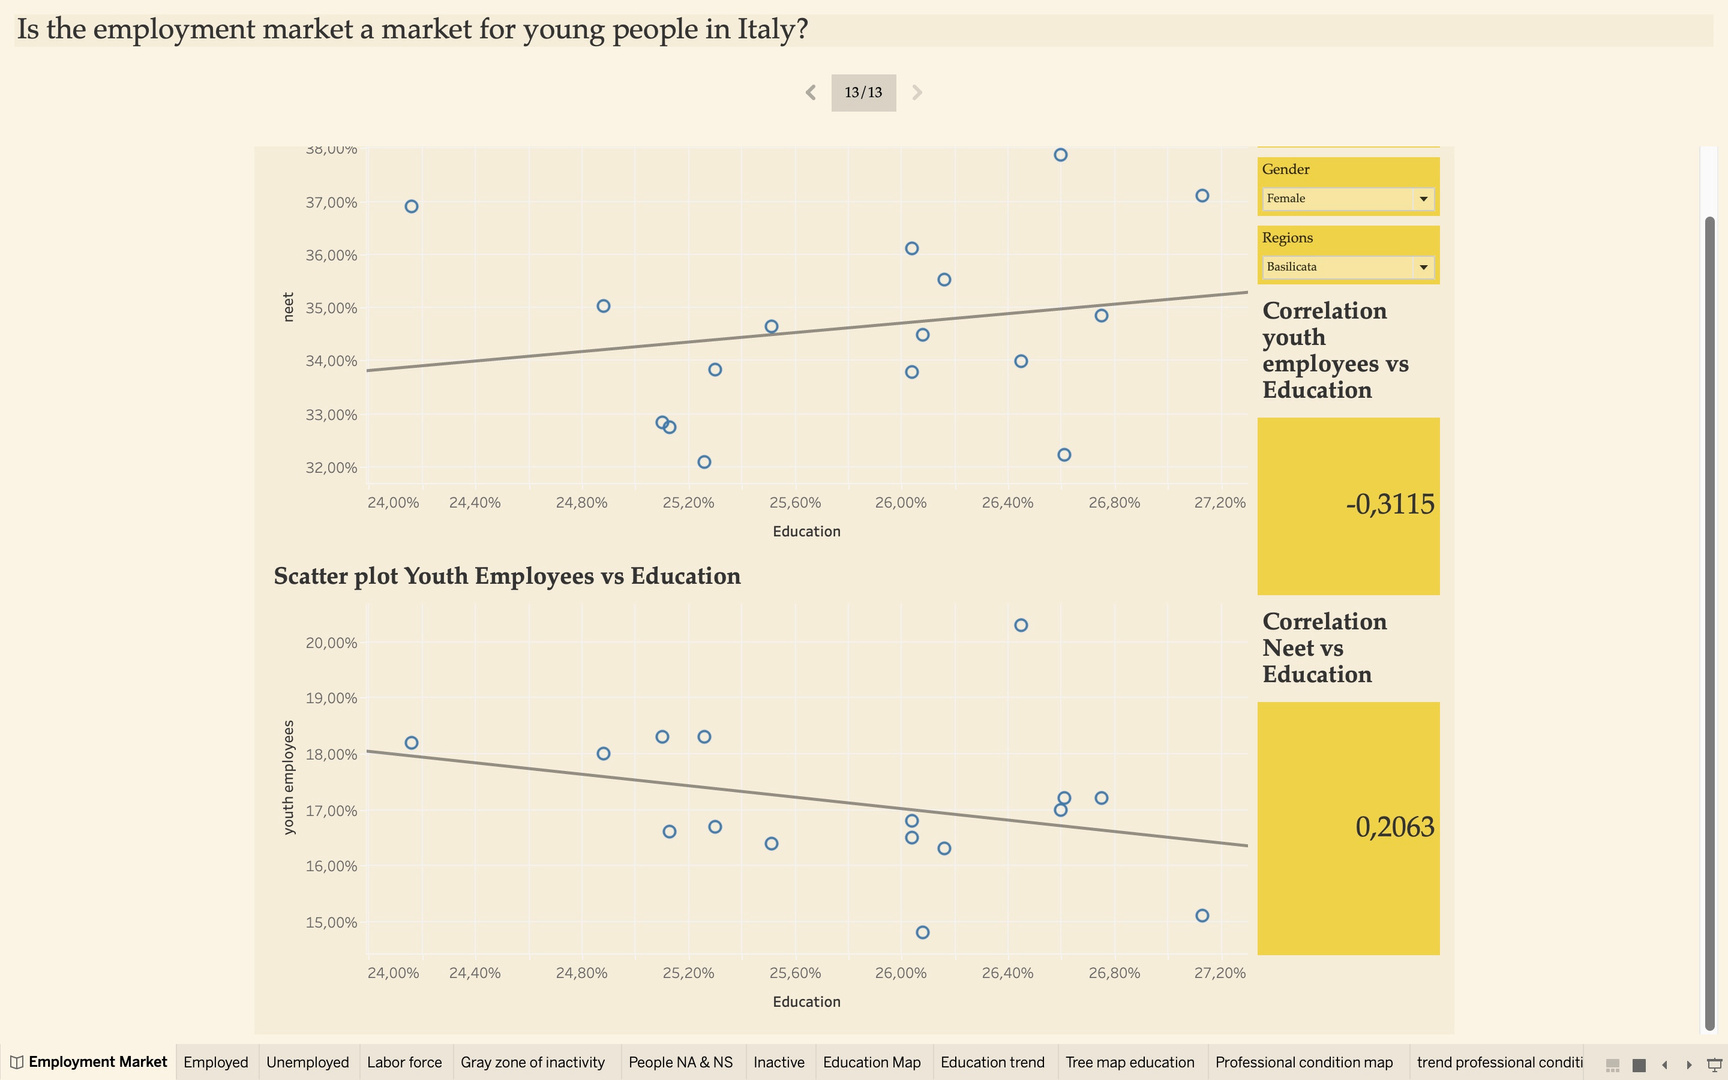 Is the employment market a market for young people in Italy?
13/13
38,00%
37,00%
36,00%
35,00%
34,00%
33,00%
32,00%
neet
24,00% 24,40% 24,80% 25,20% 25,60% 26,00% 26,40% 26,80% 27,20%
Education
Scatter plot Youth Employees vs Education
20,00%
19,00%
18,00%
17,00%
16,00%
15,00%
youth employees
24,00% 24,40% 24,80% 25,20% 25,60% 26,00% 26,40% 26,80% 27,20%
Education
Gender
Female
Regions
Basilicata
Correlation
youth
employees vs
Education
-0,3115
Correlation
Neet vs
Education
0,2063
Employment Market Employed Unemployed Labor force Gray zone of inactivity People NA & NS Inactive Education Map Education trend Tree map education Professional condition map trend professional conditi